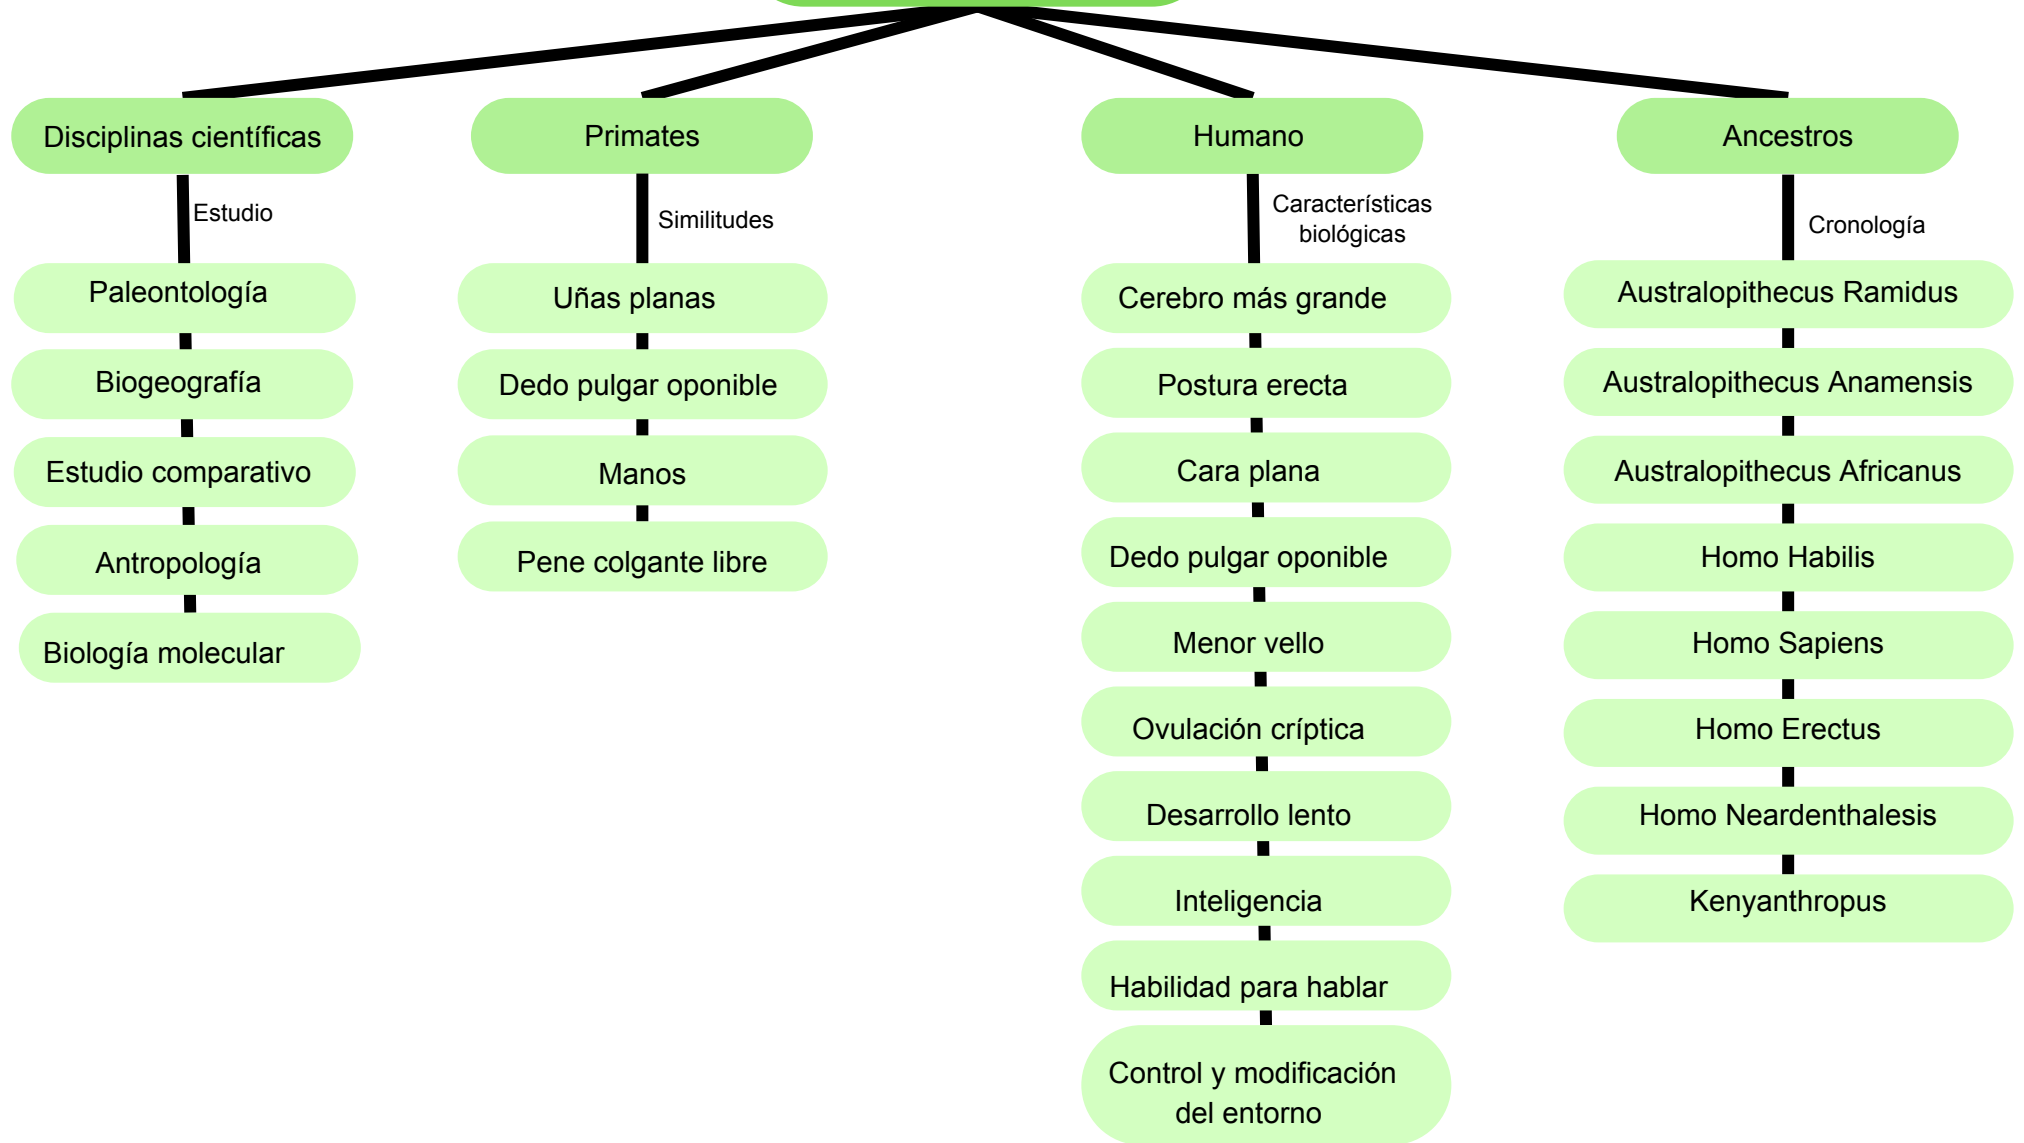 Disciplinas científicas
Estudio
Paleontología
Biogeografía
Estudio comparativo
Antropología
Biología molecular
Primates
Similitudes
Uñas planas
Dedo pulgar oponible
Manos
Pene colgante libre
Humano
Características
biológicas
Cerebro más grande
Postura erecta
Cara plana
Dedo pulgar oponible
Menor vello
Ovulación críptica
Desarrollo lento
Inteligencia
Habilidad para hablar
Control y modificación
del entorno
Ancestros
Cronología
Australopithecus Ramidus
Australopithecus Anamensis
Australopithecus Africanus
Homo Habilis
Homo Sapiens
Homo Erectus
Homo Neardenthalesis
Kenyanthropus